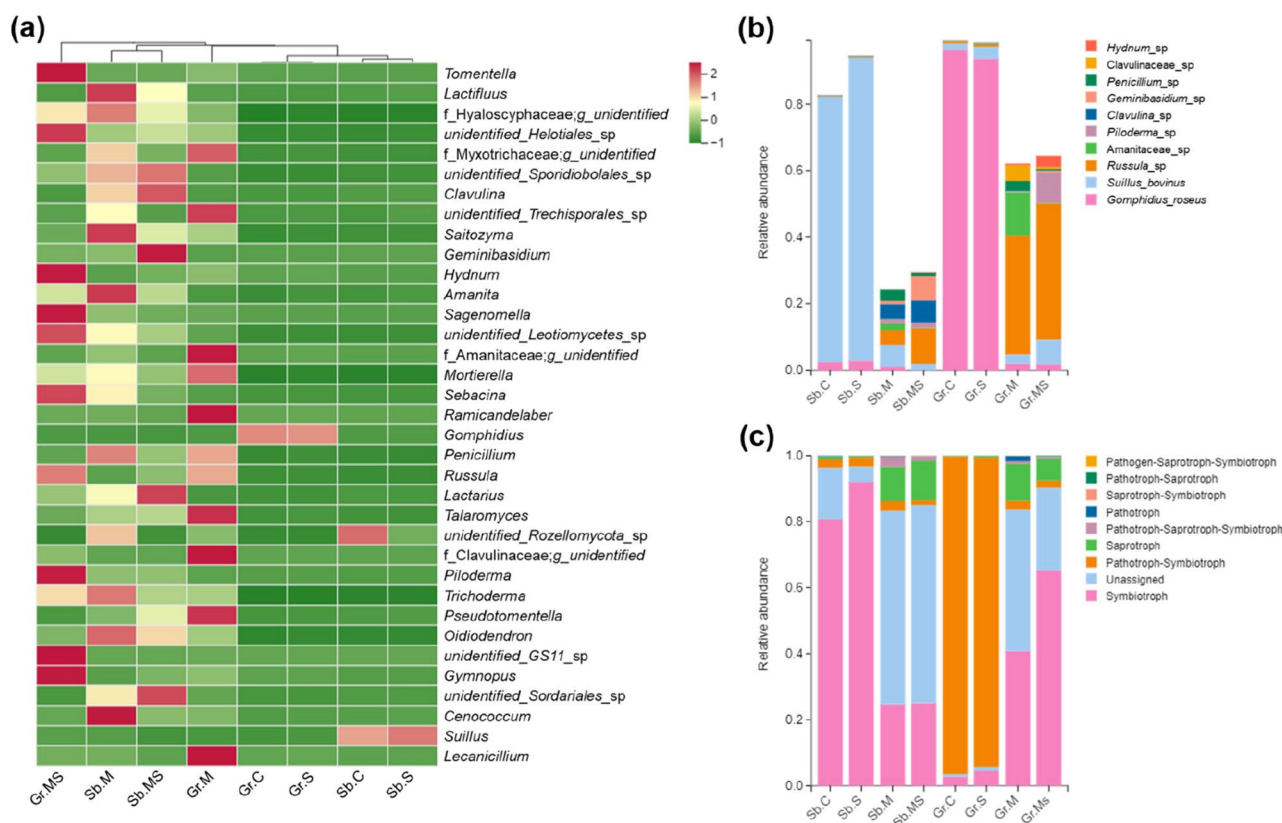 (a)
2
1
0
−1
Tomentella
Lactifluus
f_Hyaloscyphaceae;g_unidentified
unidentified_Helotiales_sp
f_Myxotrichaceae;g_unidentified
unidentified_Sporidiobolales_sp
Clavulina
unidentified_Trechisporales_sp
Saitozyma
Geminibasidium
Hydnum
Amanita
Sagenomella
unidentified_Leotiomycetes_sp
f_Amanitaceae;g_unidentified
Mortierella
Sebacina
Ramicandelaber
Gomphidius
Penicillium
Russula
Lactarius
Talaromyces
unidentified_Rozellomycota_sp
f_Clavulinaceae;g_unidentified
Piloderma
Trichoderma
Pseudotomentella
Oidiodendron
unidentified_GS11_sp
Gymnopus
unidentified_Sordariales_sp
Cenococcum
Suillus
Lecanicillium
Gr.MS
Sb.M
Sb.MS
Gr.M
Gr.C
Gr.S
Sb.C
Sb.S
(b)
Relative abundance
0.8
0.6
0.4
0.2
0.0
Sb.C
Sb.S
Sb.M
Sb.MS
Gr.C
Gr.S
Gr.M
Gr.MS
Hydnum_sp
Clavulinaceae_sp
Penicillium_sp
Geminibasidium_sp
Clavulina_sp
Piloderma_sp
Amanitaceae_sp
Russula_sp
Suillus_bovinus
Gomphidius_roseus
(c)
Relative abundance
1.0
0.8
0.6
0.4
0.2
0.0
Sb.C
Sb.S
Sb.M
Sb.MS
Gr.C
Gr.S
Gr.M
Gr.Ms
Pathogen-Saprotroph-Symbiotroph
Pathotroph-Saprotroph
Saprotroph-Symbiotroph
Pathotroph
Pathotroph-Saprotroph-Symbiotroph
Saprotroph
Pathotroph-Symbiotroph
Unassigned
Symbiotroph